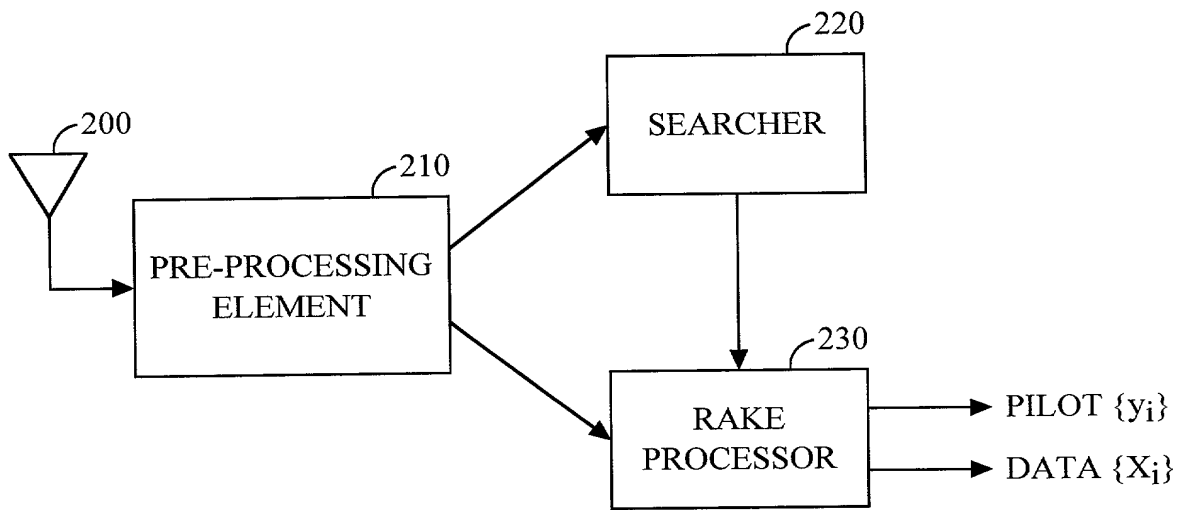 200
210
PRE-PROCESSING
ELEMENT
220
SEARCHER
230
RAKE
PROCESSOR
PILOT {yi}
DATA {Xi}